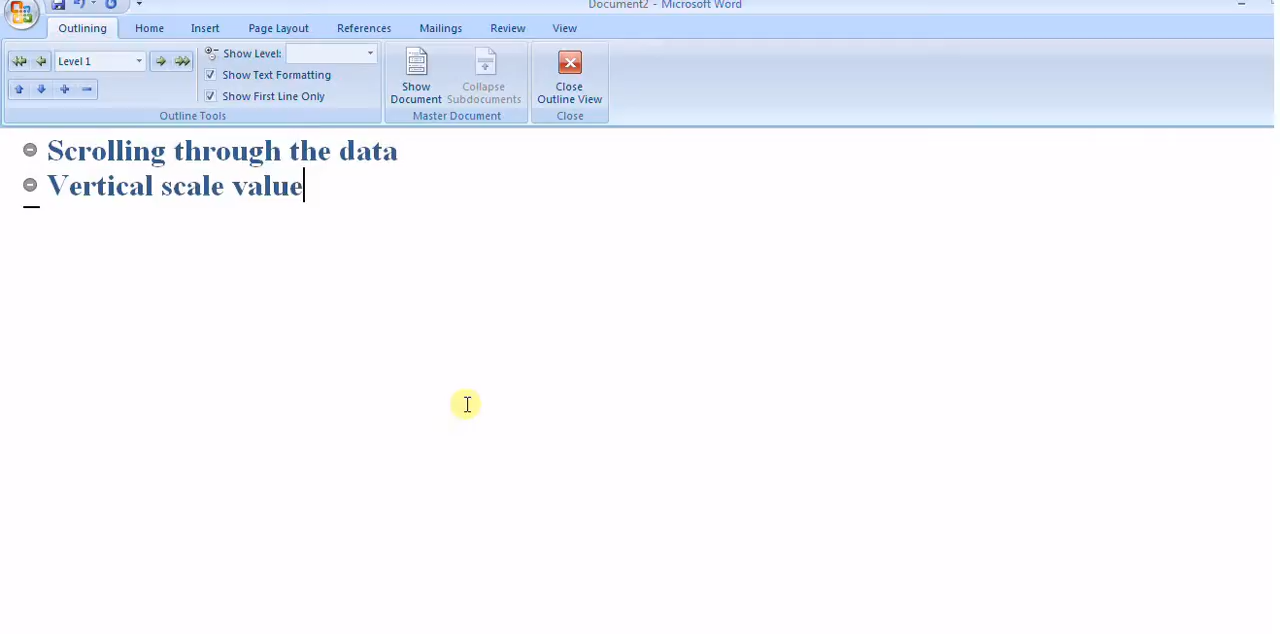 Document2 - Microsoft Word
Outlining Home Insert Page Layout References Mailings Review View
Level 1
Show Level:
Show Text Formatting
Show First Line Only
Show Document
Collapse Subdocuments
Close Outline View
Outline Tools Master Document Close
Scrolling through the data
Vertical scale value